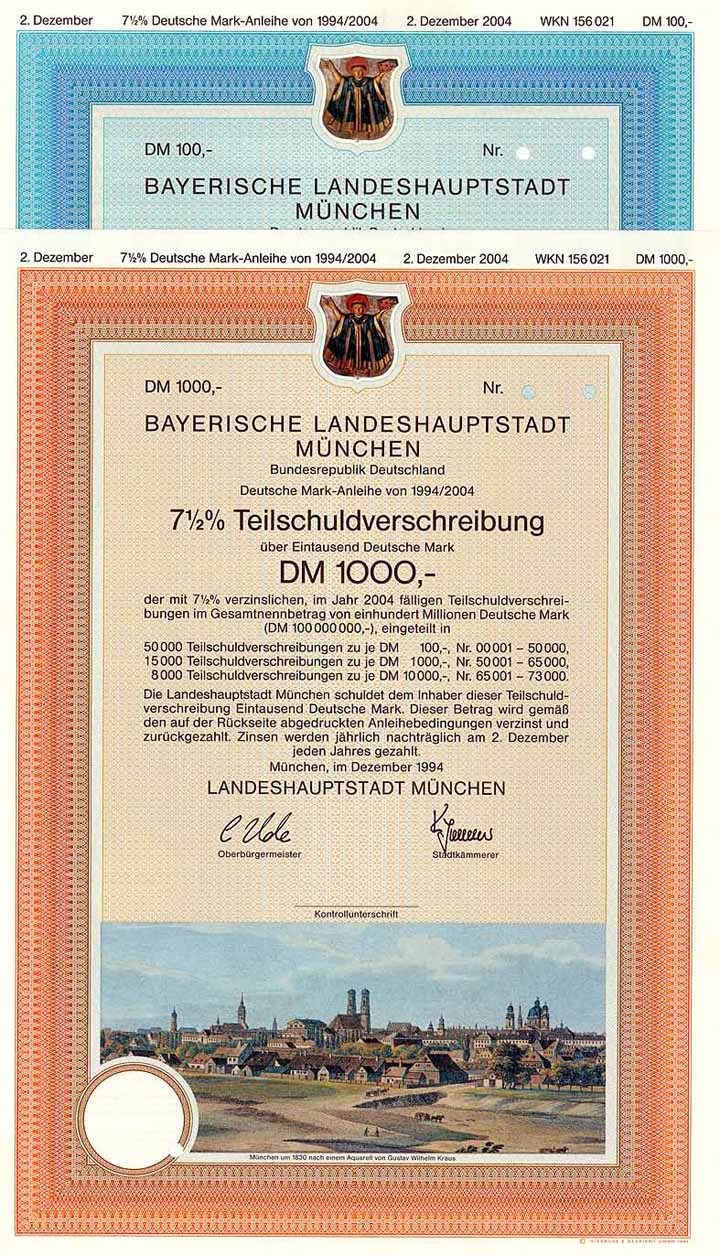 2. Dezember 7½% Deutsche Mark-Anleihe von 1994/2004 2. Dezember 2004 WKN 156 021 DM 100,-
DM 100,- Nr.
BAYERISCHE LANDESHAUPTSTADT
MÜNCHEN
2. Dezember 7½% Deutsche Mark-Anleihe von 1994/2004 2. Dezember 2004 WKN 156 021 DM 1000,-
DM 1000,- Nr.
BAYERISCHE LANDESHAUPTSTADT
MÜNCHEN
Bundesrepublik Deutschland
Deutsche Mark-Anleihe von 1994/2004
7½% Teilschuldverschreibung
über Eintausend Deutsche Mark
DM 1000,-
der mit 7½% verzinslichen, im Jahr 2004 fälligen Teilschuldverschrei-
bungen im Gesamtnennbetrag von einhundert Millionen Deutsche Mark
(DM 100 000 000,-), eingeteilt in
50 000 Teilschuldverschreibungen zu je DM 100,-, Nr. 00 001 – 50 000,
15 000 Teilschuldverschreibungen zu je DM 1000,-, Nr. 50 001 – 65 000,
8 000 Teilschuldverschreibungen zu je DM 10 000,-, Nr. 65 001 – 73 000.
Die Landeshauptstadt München schuldet dem Inhaber dieser Teilschuld-
verschreibung Eintausend Deutsche Mark. Dieser Betrag wird gemäß
den auf der Rückseite abgedruckten Anleihebedingungen verzinst und
zurückgezahlt. Zinsen werden jährlich nachträglich am 2. Dezember
jeden Jahres gezahlt.
München, im Dezember 1994
LANDESHAUPTSTADT MÜNCHEN
Oberbürgermeister Stadtkämmerer
Kontrollunterschrift
München um 1830 nach einem Aquarell von Gustav Wilhelm Kraus